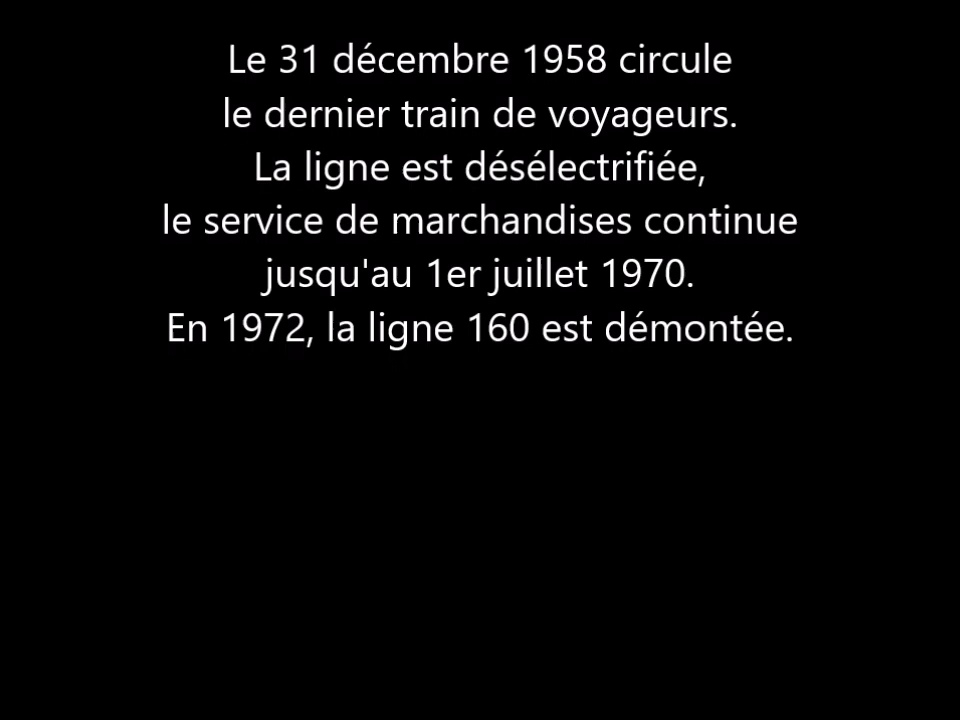 Le 31 décembre 1958 circule
le dernier train de voyageurs.
La ligne est désélectrifiée,
le service de marchandises continue
jusqu'au 1er juillet 1970.
En 1972, la ligne 160 est démontée.